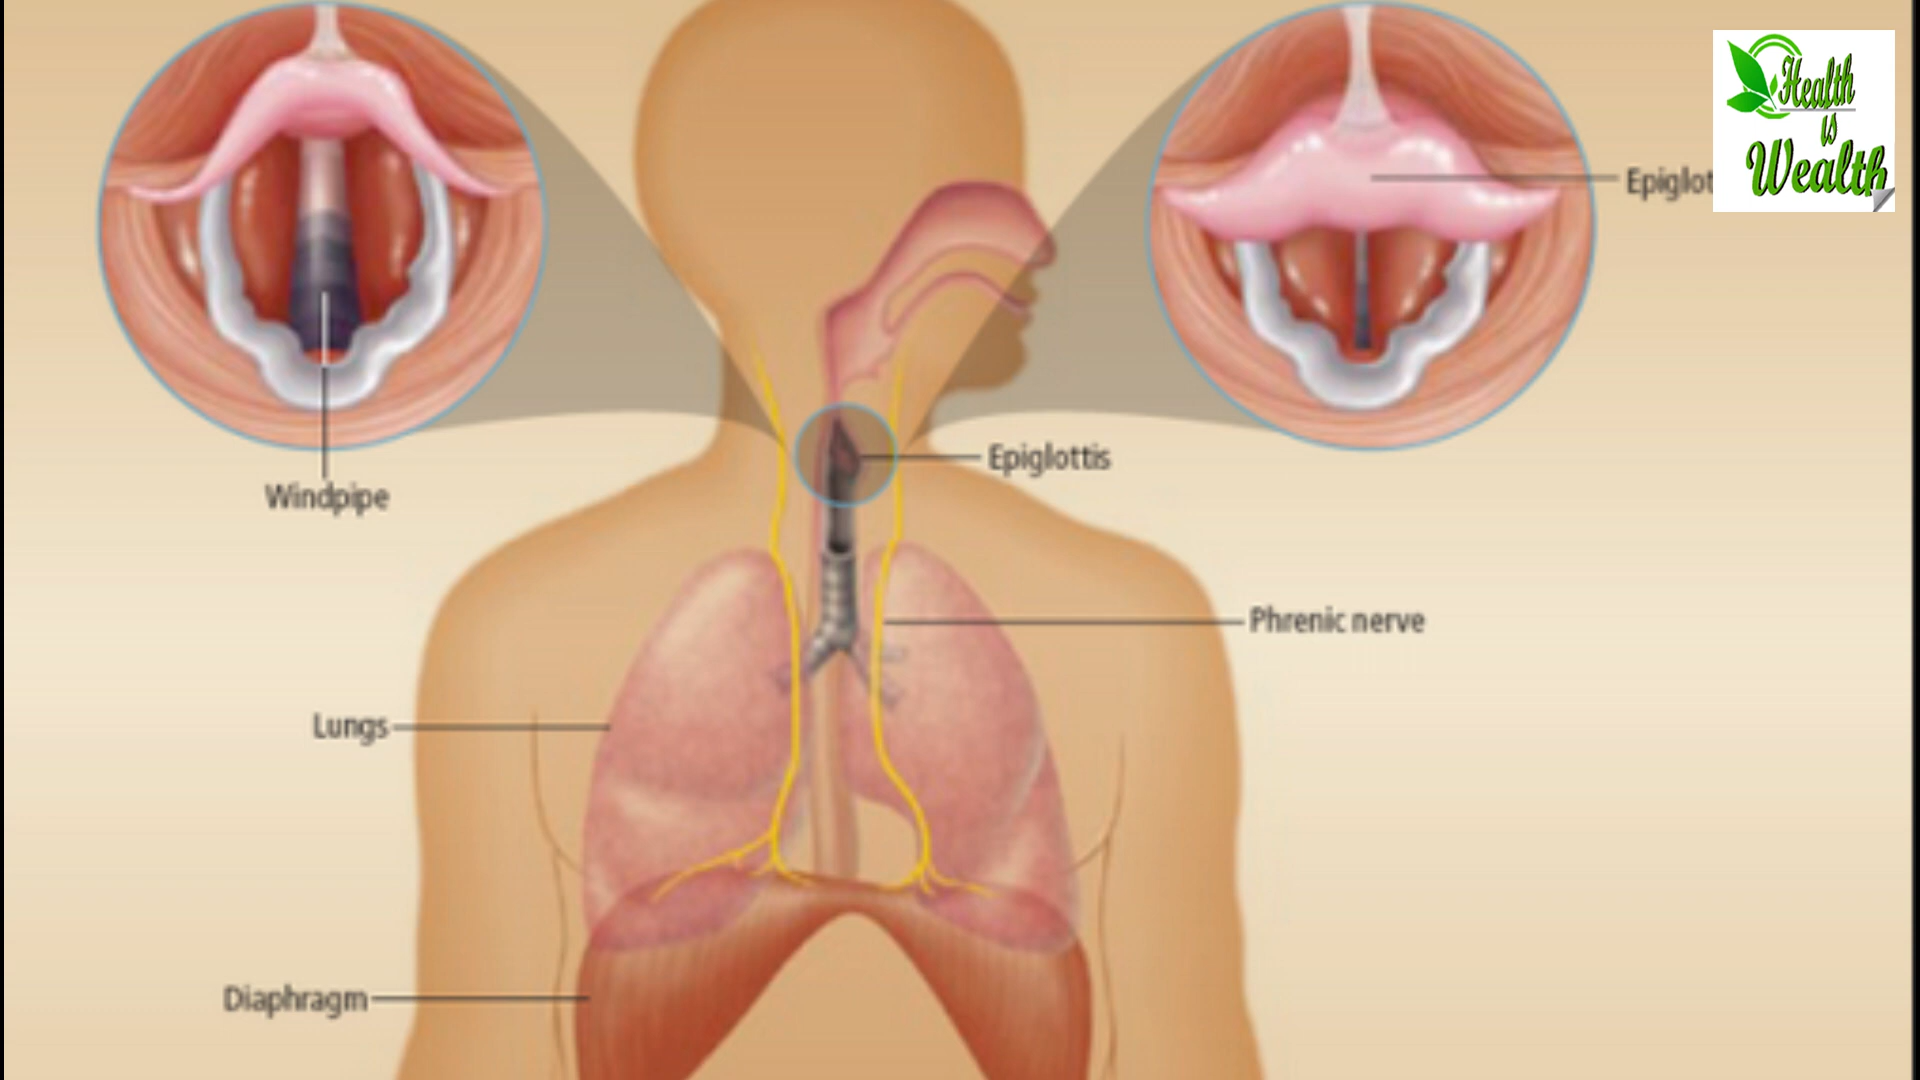 Health
is
Wealth
Epiglot
Epiglottis
Windpipe
Phrenic nerve
Lungs
Diaphragm